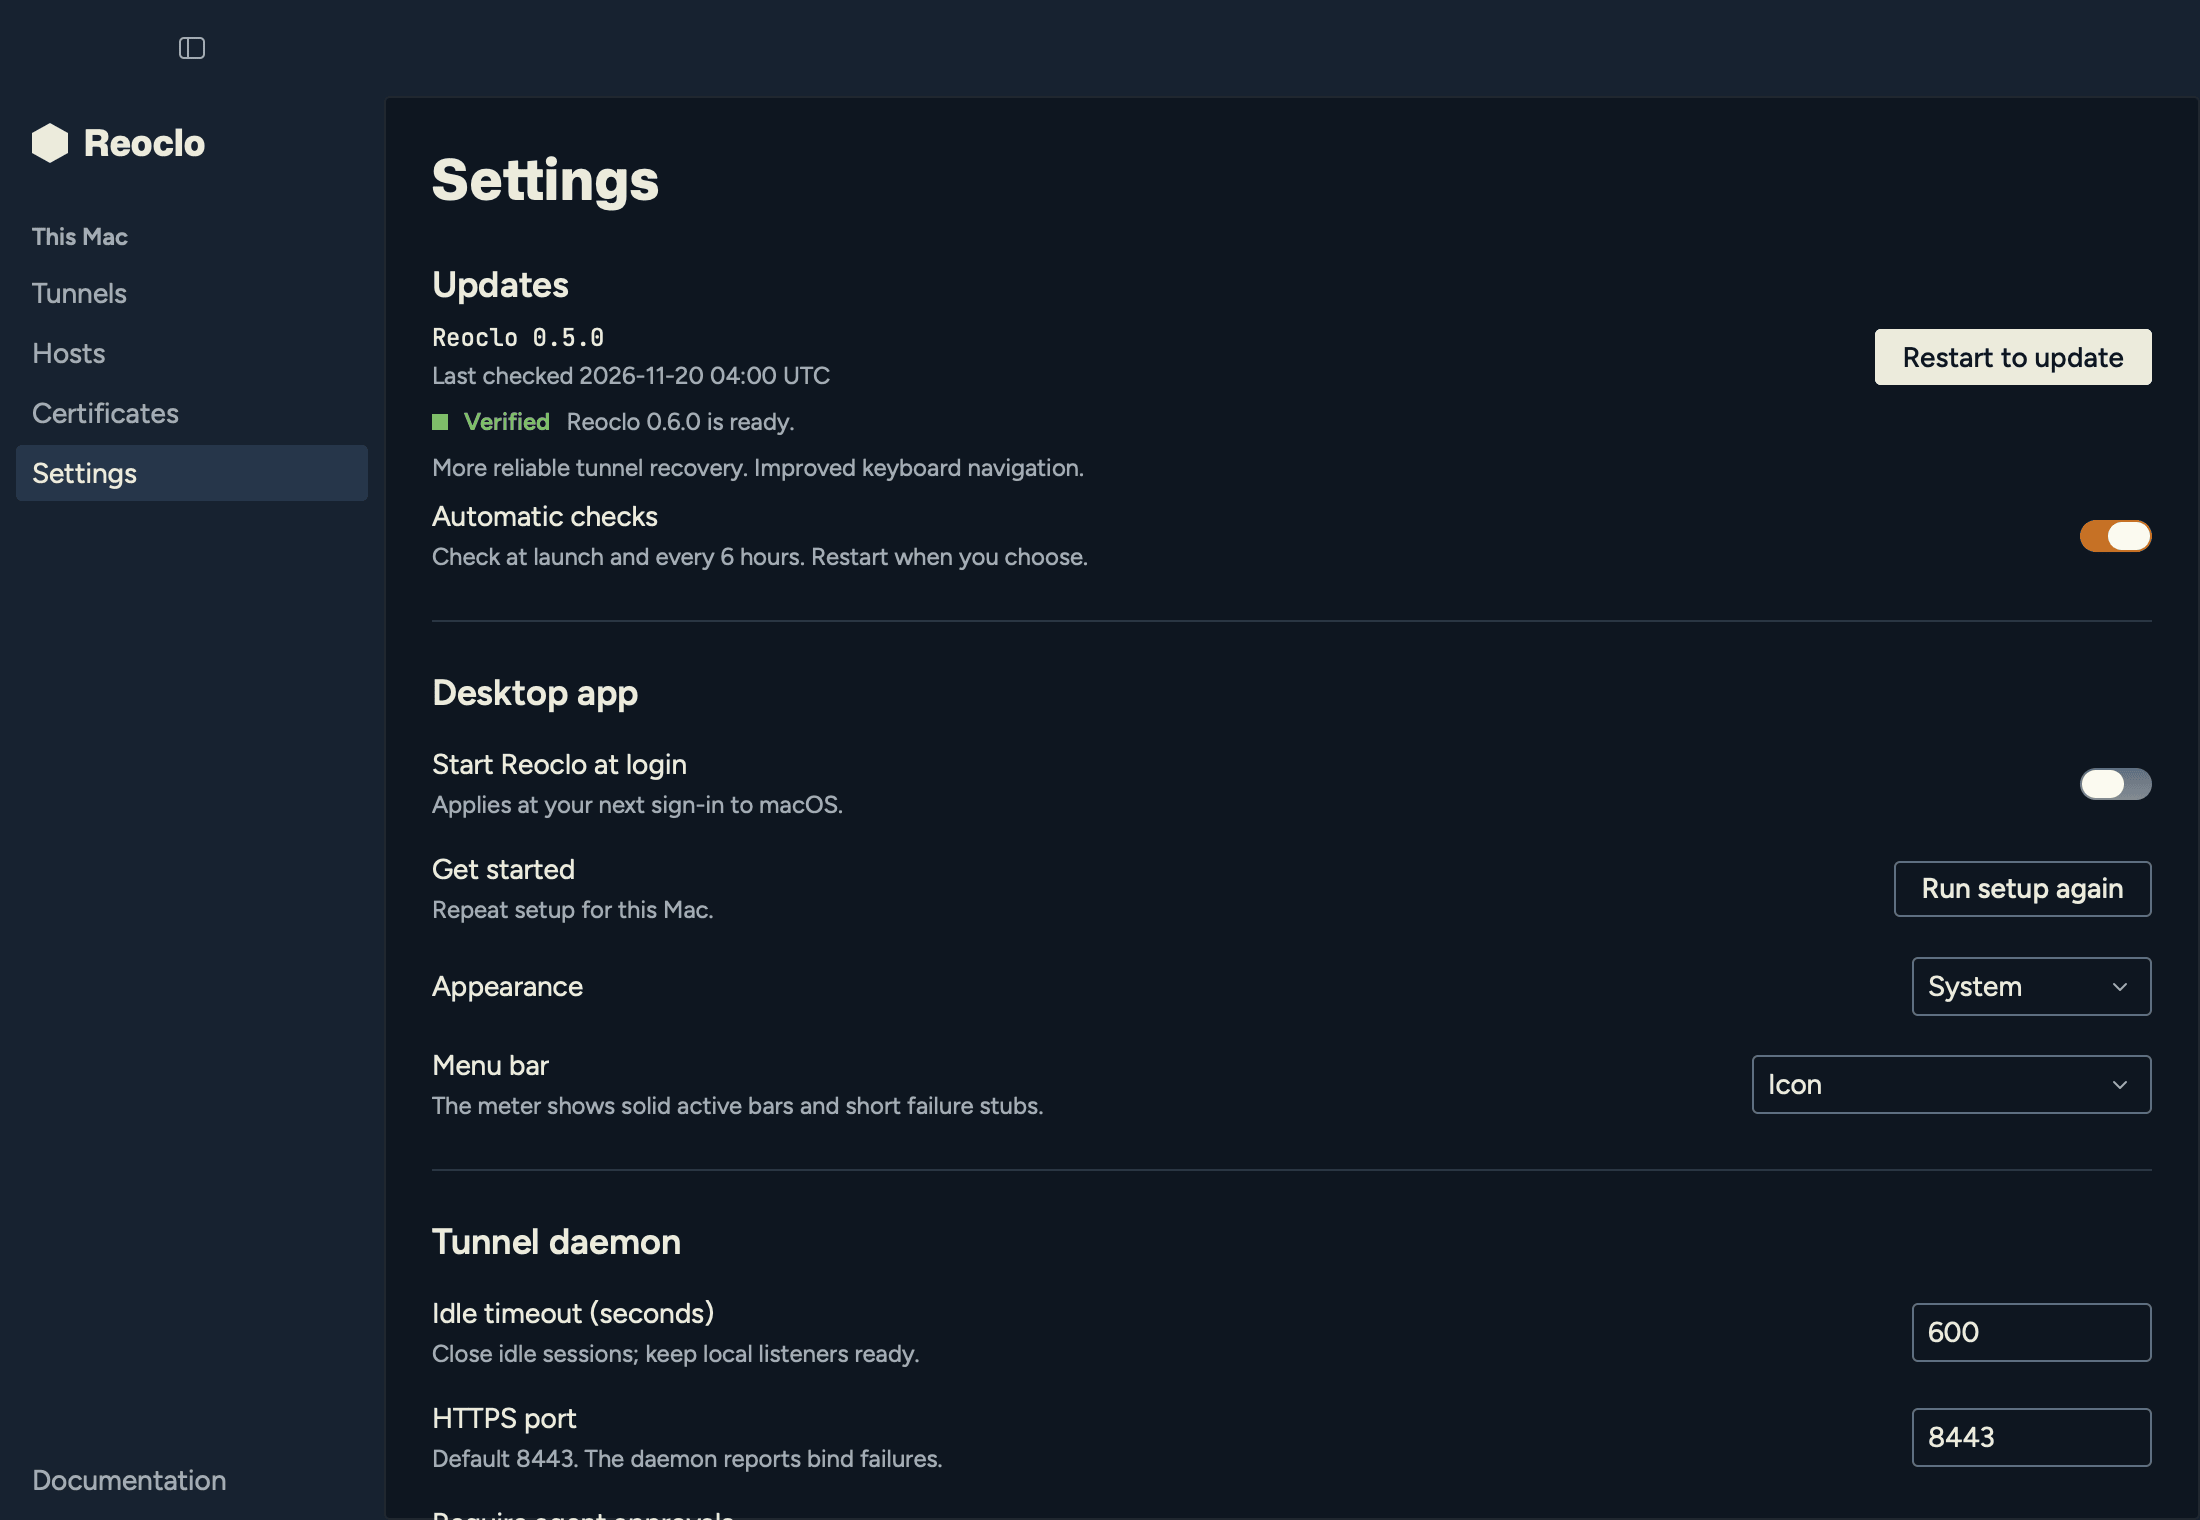 Reoclo
This Mac
Tunnels
Hosts
Certificates
Settings
Documentation
Settings
Updates
Reoclo 0.5.0
Last checked 2026-11-20 04:00 UTC
Restart to update
Verified Reoclo 0.6.0 is ready.
More reliable tunnel recovery. Improved keyboard navigation.
Automatic checks
Check at launch and every 6 hours. Restart when you choose.
Desktop app
Start Reoclo at login
Applies at your next sign-in to macOS.
Get started
Repeat setup for this Mac.
Run setup again
Appearance
System
Menu bar
The meter shows solid active bars and short failure stubs.
Icon
Tunnel daemon
Idle timeout (seconds)
Close idle sessions; keep local listeners ready.
600
HTTPS port
Default 8443. The daemon reports bind failures.
8443
Require agent approvals